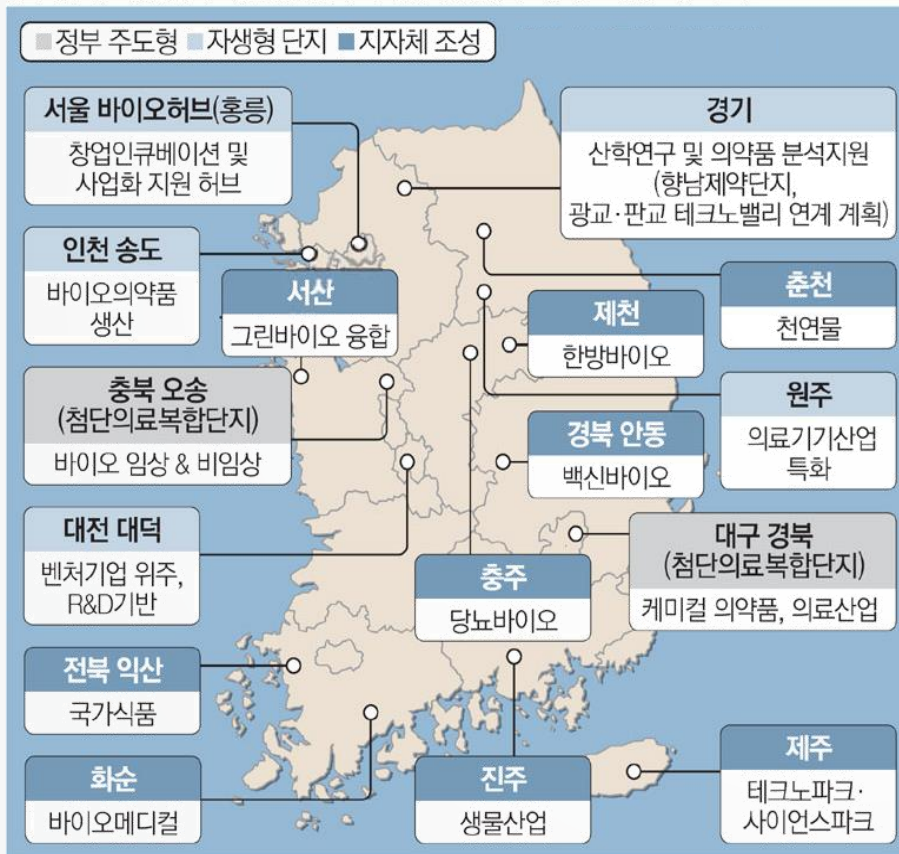 정부 주도형 자생형 단지 지자체 조성
서울 바이오허브(홍릉)
창업인큐베이션 및
사업화 지원 허브
경기
산학연구 및 의약품 분석지원
(향남제약단지,
광교·판교 테크노밸리 연계 계획)
인천 송도
바이오의약품
생산
서산
그린바이오 융합
제천
한방바이오
춘천
천연물
충북 오송
(첨단의료복합단지)
바이오 임상 & 비임상
경북 안동
백신바이오
원주
의료기기산업
특화
대전 대덕
벤처기업 위주,
R&D기반
충주
당뇨바이오
대구 경북
(첨단의료복합단지)
케미컬 의약품, 의료산업
전북 익산
국가식품
화순
바이오메디컬
진주
생물산업
제주
테크노파크·
사이언스파크